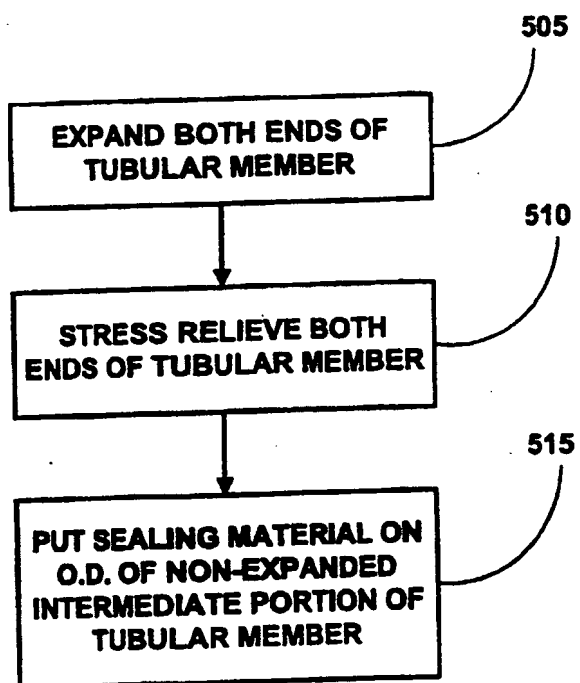 505
EXPAND BOTH ENDS OF
TUBULAR MEMBER
510
STRESS RELIEVE BOTH
ENDS OF TUBULAR MEMBER
515
PUT SEALING MATERIAL ON
O.D. OF NON-EXPANDED
INTERMEDIATE PORTION OF
TUBULAR MEMBER